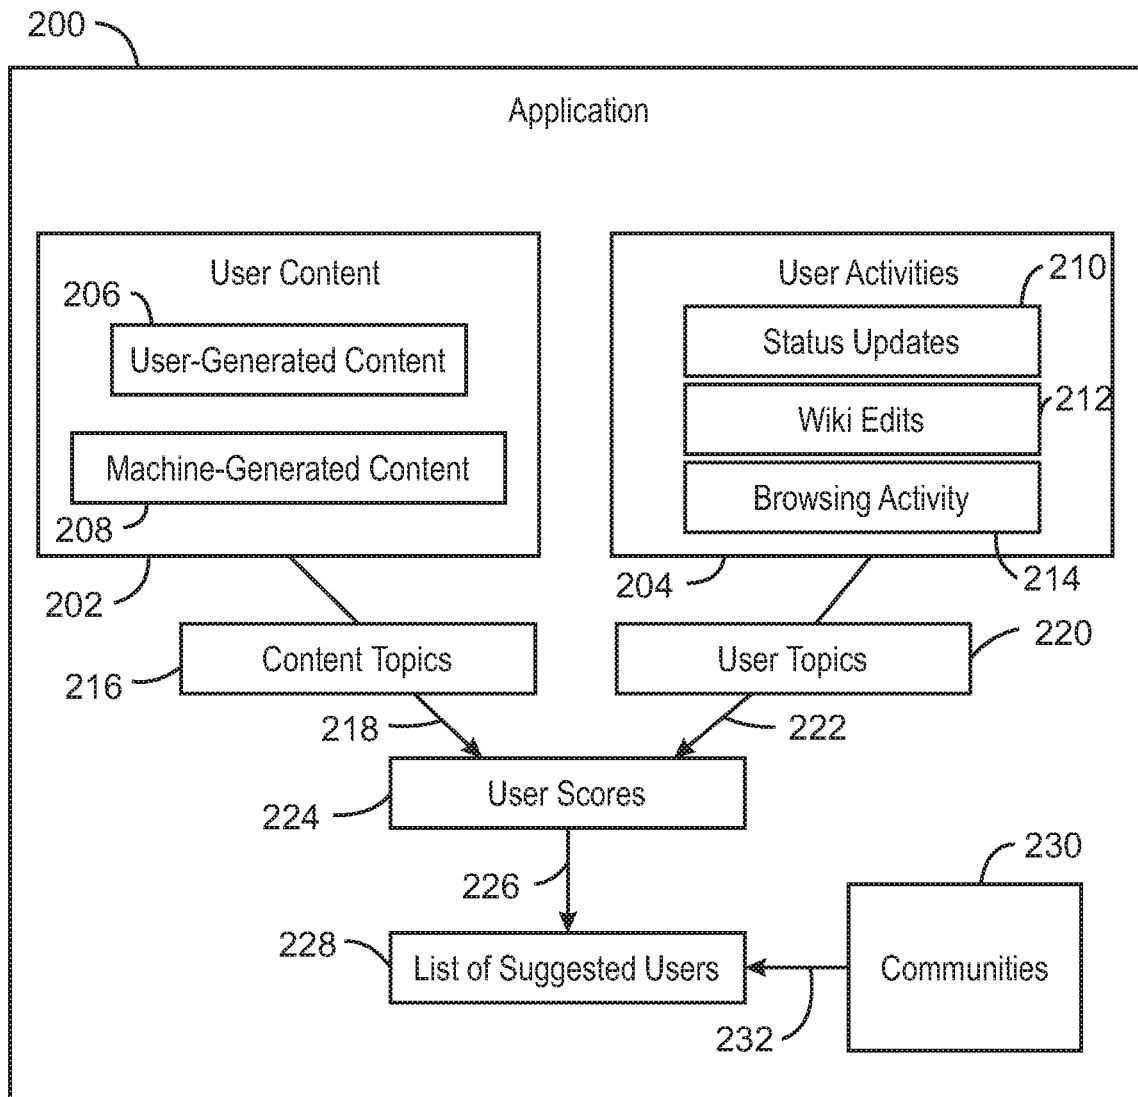 200
Application
User Content
206
User-Generated Content
Machine-Generated Content
208
202
User Activities
210
Status Updates
212
Wiki Edits
Browsing Activity
214
204
Content Topics
216
User Topics
220
218
222
User Scores
224
226
230
228
List of Suggested Users
Communities
232